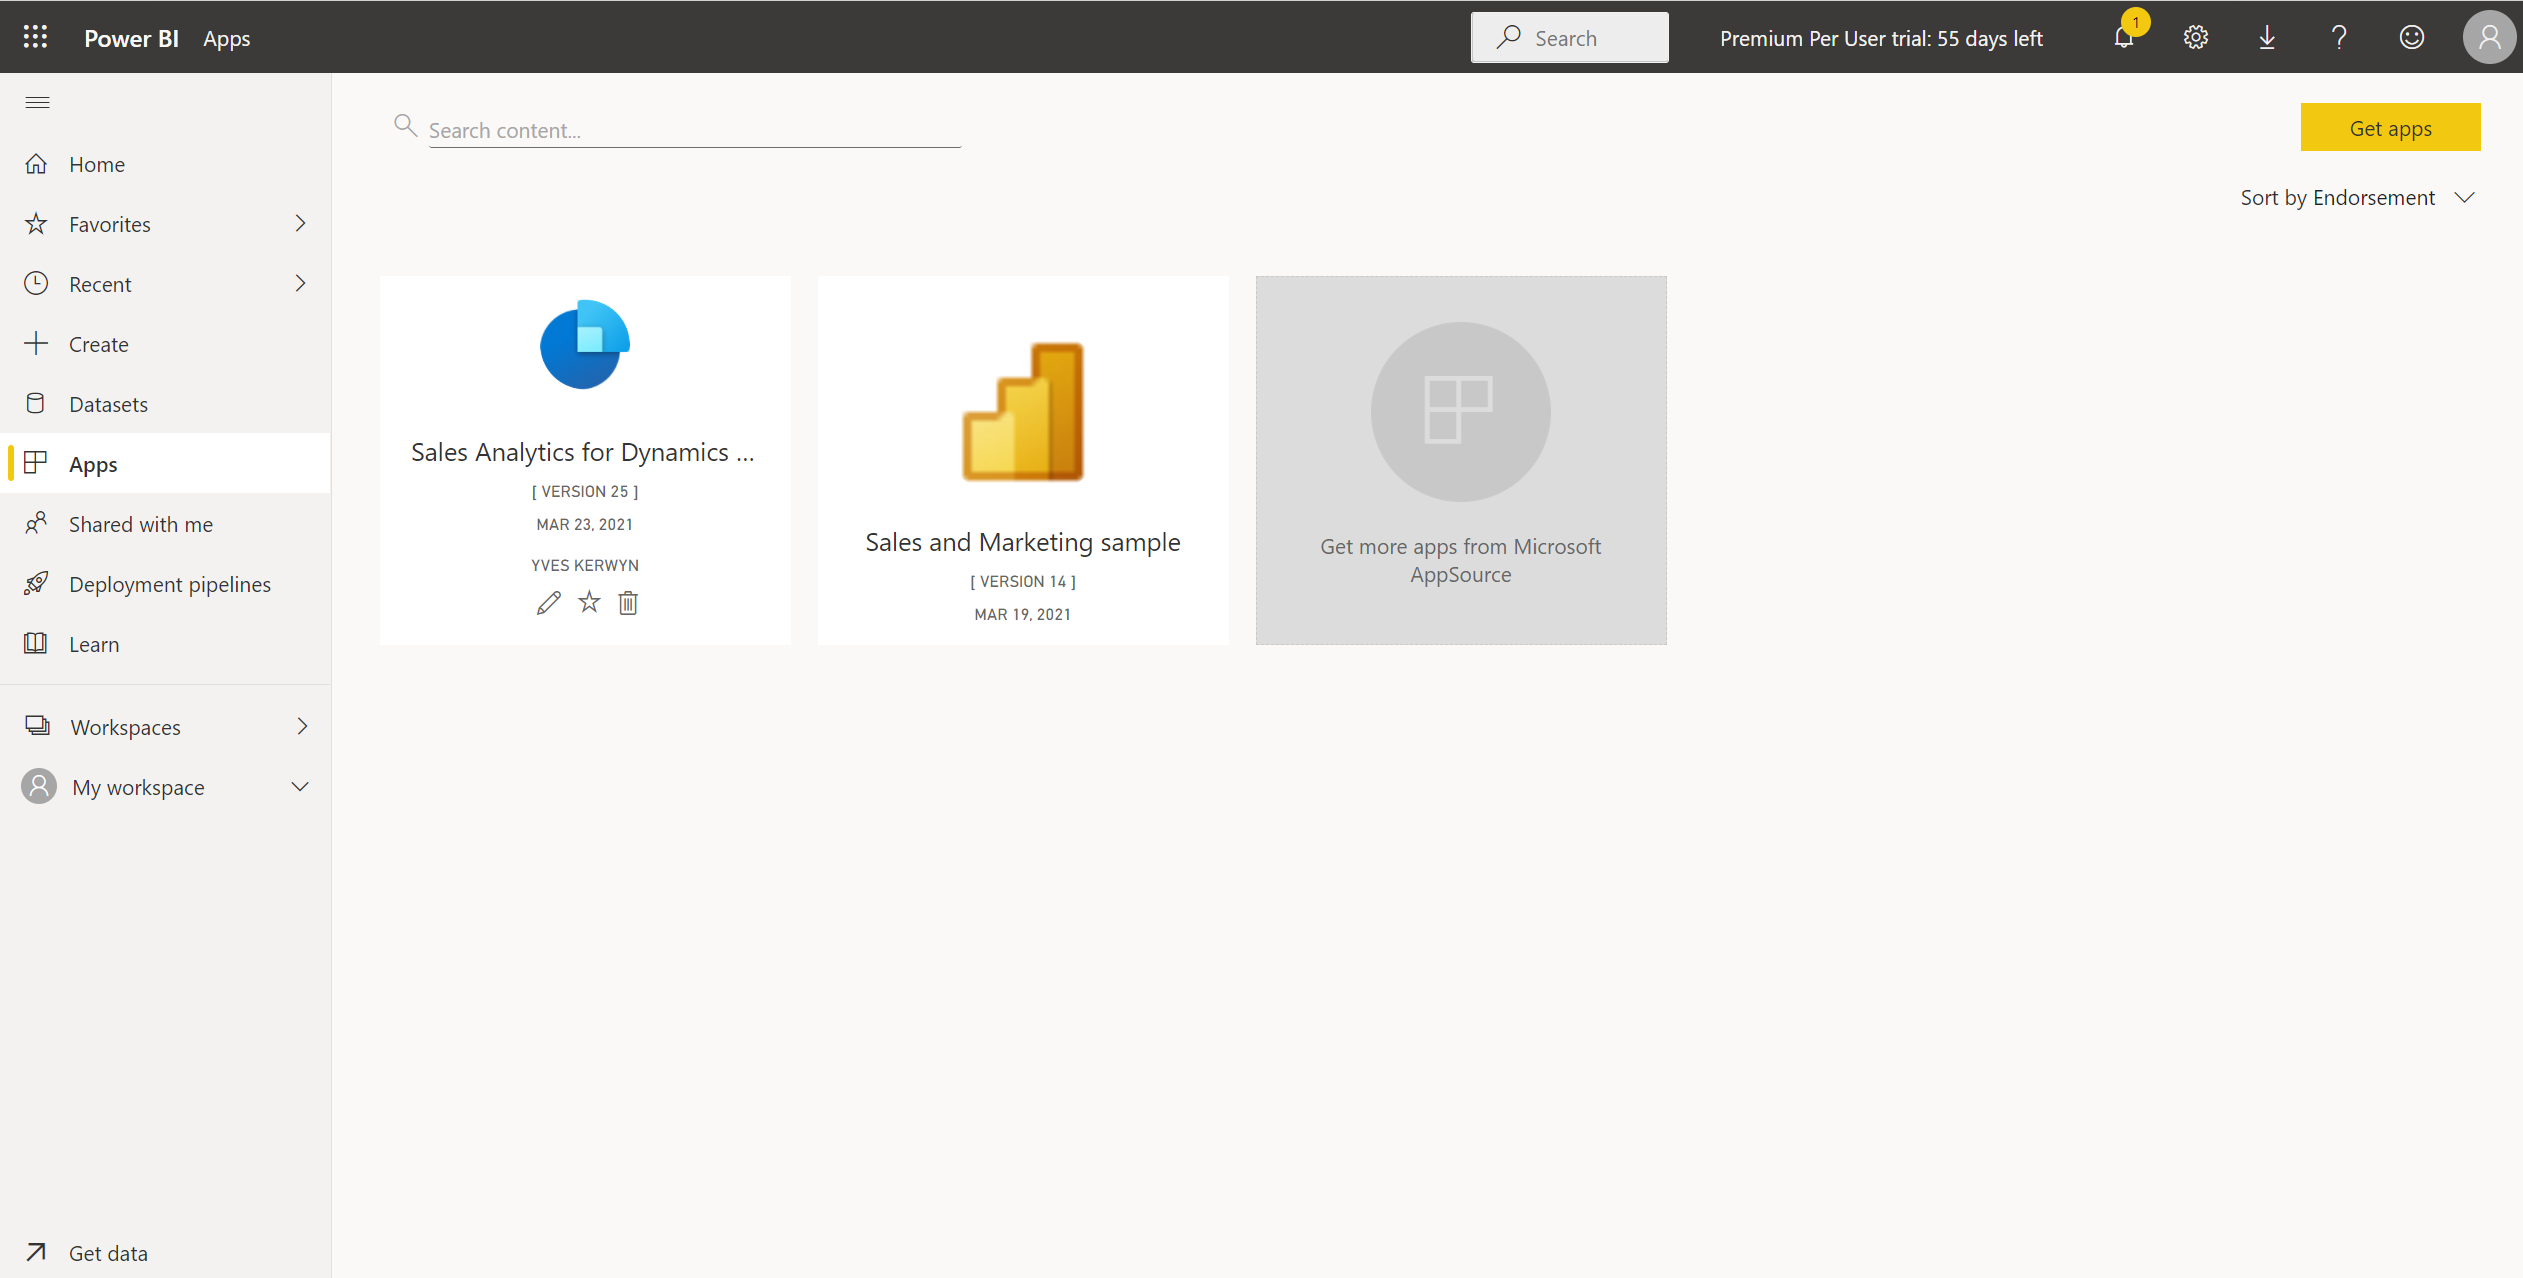 Power BI Apps
Search
Premium Per User trial: 55 days left
1
Home
Favorites
Recent
Create
Datasets
Apps
Shared with me
Deployment pipelines
Learn
Workspaces
My workspace
Get data
Search content...
Get apps
Sort by Endorsement
Sales Analytics for Dynamics ...
[ VERSION 25 ]
MAR 23, 2021
YVES KERWYN
Sales and Marketing sample
[ VERSION 14 ]
MAR 19, 2021
Get more apps from Microsoft
AppSource